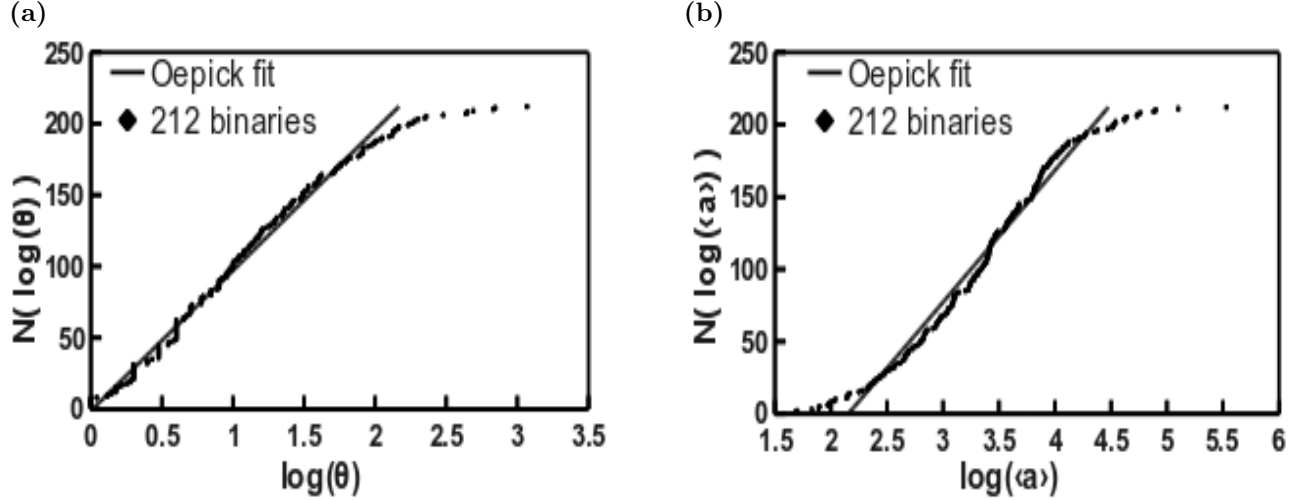 (a)
250
200
150
100
50
0
N( log(θ) )
Oepick fit
212 binaries
0 0.5 1 1.5 2 2.5 3 3.5
log(θ)
(b)
250
200
150
100
50
0
N( log(‹a›) )
Oepick fit
212 binaries
1.5 2 2.5 3 3.5 4 4.5 5 5.5 6
log(‹a›)